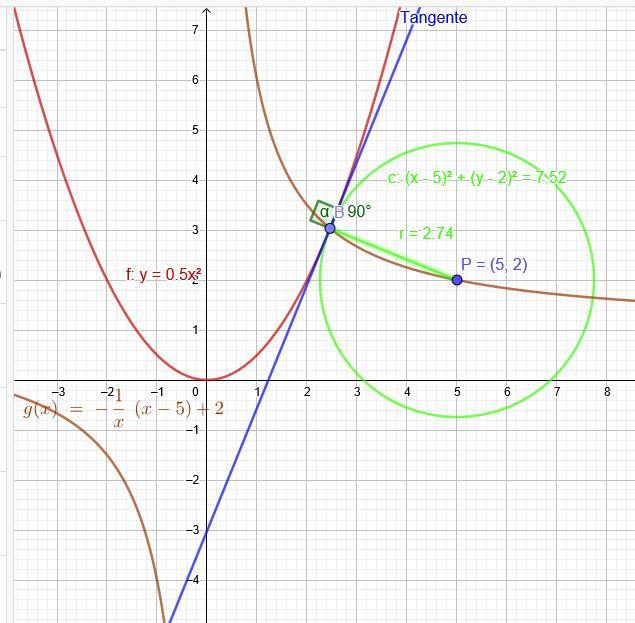 Tangente
7
6
5
c: (x - 5)² + (y - 2)² = 7.52
4
α B 90°
r = 2.74
3
P = (5, 2)
f: y = 0.5x²
2
1
−3 −2 −1 0 1 2 3 4 5 6 7 8
g(x) = −1/x (x − 5) + 2
−1
−2
−3
−4